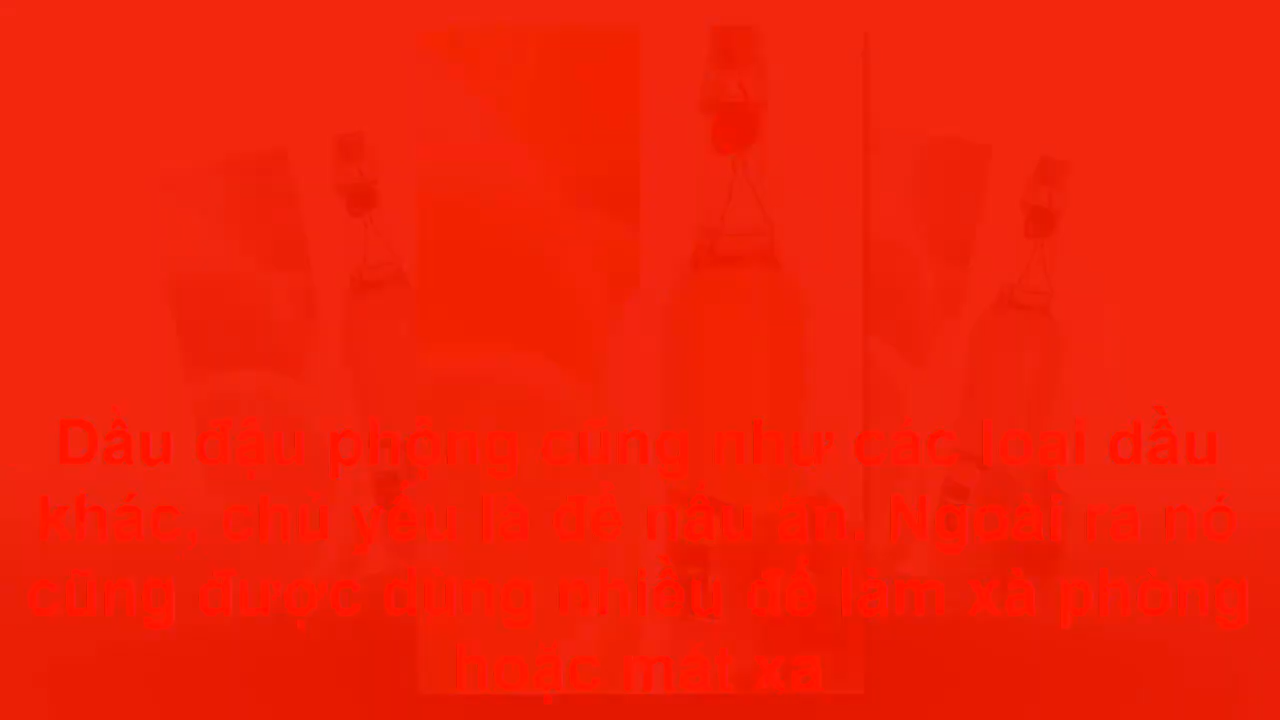 Dầu đậu phộng cũng như các loại dầu
khác, chủ yếu là để nấu ăn. Ngoài ra nó
cũng được dùng nhiều để làm xà phòng
hoặc mát xa